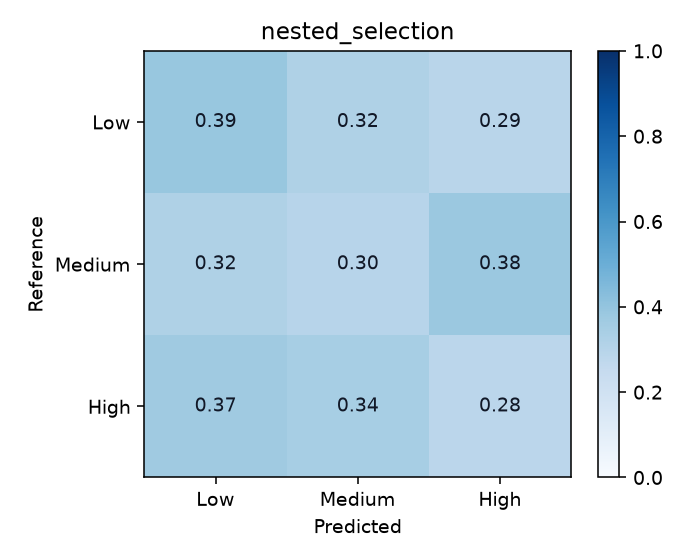 nested_selection
Low 0.39 0.32 0.29
Medium 0.32 0.30 0.38
High 0.37 0.34 0.28
Low Medium High
Predicted
Reference
1.0
0.8
0.6
0.4
0.2
0.0